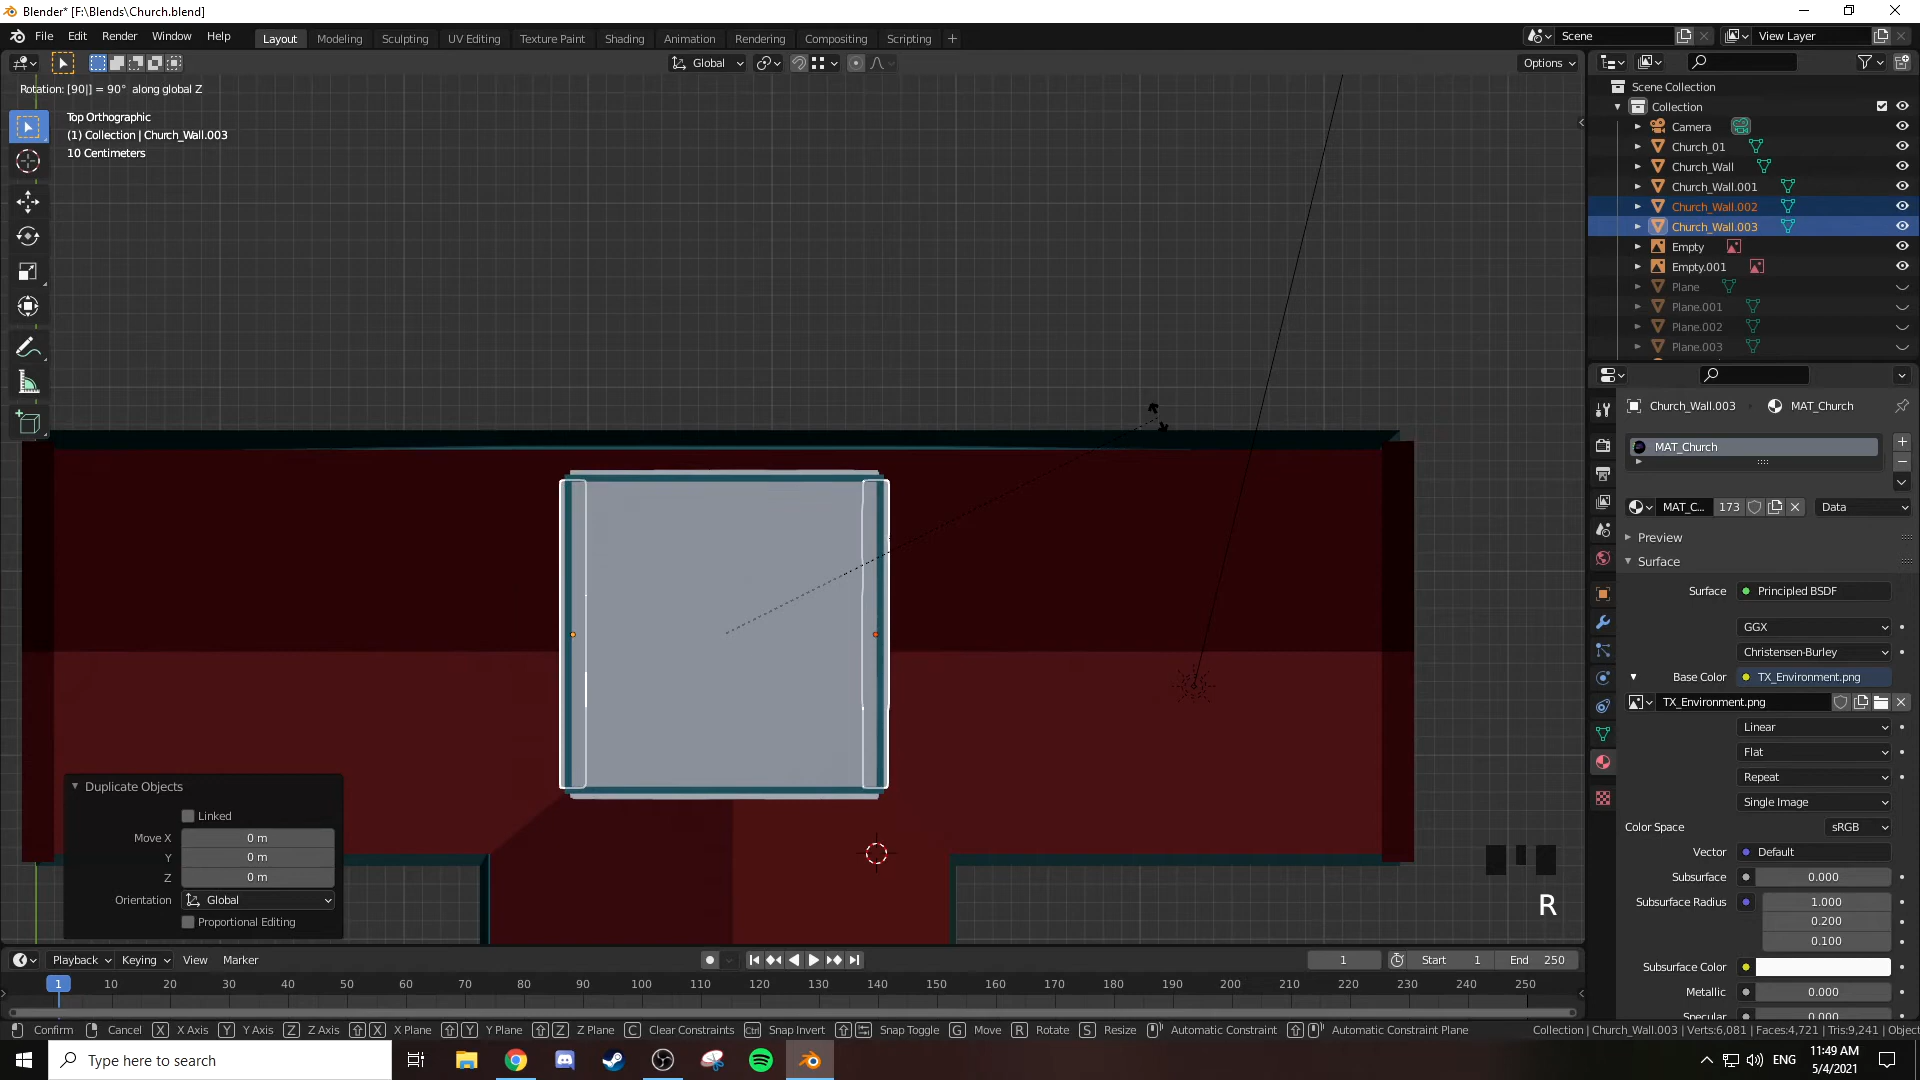 Blender* [F:\Blends\Church.blend]
File Edit Render Window Help
Layout Modeling Sculpting UV Editing Texture Paint Shading Animation Rendering Compositing Scripting
Scene
View Layer
Global
Options
Rotation: [90|] = 90° along global Z
Top Orthographic
(1) Collection | Church_Wall.003
10 Centimeters
Scene Collection
Collection
Camera
Church_01
Church_Wall
Church_Wall.001
Church_Wall.002
Church_Wall.003
Empty
Empty.001
Plane
Plane.001
Plane.002
Plane.003
Church_Wall.003 MAT_Church
MAT_Church
MAT_C... 173 Data
Preview
Surface
Surface Principled BSDF
GGX
Christensen-Burley
Base Color TX_Environment.png
TX_Environment.png
Linear
Flat
Repeat
Single Image
Color Space sRGB
Vector Default
Subsurface 0.000
Subsurface Radius 1.000
0.200
0.100
Subsurface Color
Metallic 0.000
Duplicate Objects
Linked
Move X 0 m
Y 0 m
Z 0 m
Orientation Global
Proportional Editing
R
Playback Keying View Marker
1 Start 1 End 250
1 10 20 30 40 50 60 70 80 90 100 110 120 130 140 150 160 170 180 190 200 210 220 230 240 250
Confirm Cancel X X Axis Y Y Axis Z Z Axis X X Plane Y Y Plane Z Z Plane C Clear Constraints Ctrl Snap Invert Snap Toggle G Move R Rotate S Resize Automatic Constraint Automatic Constraint Plane Collection | Church_Wall.003 | Verts:6,081 | Faces:4,721 | Tris:9,241 | Object
Type here to search
ENG
11:49 AM
5/4/2021